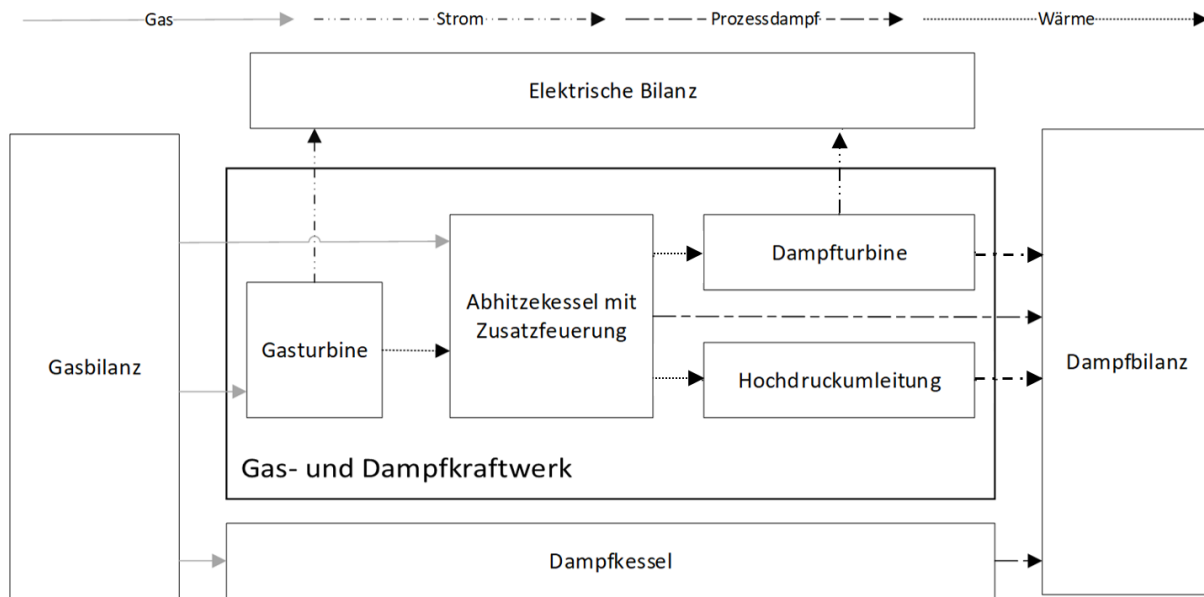 Gas
Strom
Prozessdampf
Wärme
Elektrische Bilanz
Gasbilanz
Gasturbine
Abhitzekessel mit
Zusatzfeuerung
Dampfturbine
Hochdruckumleitung
Dampfbilanz
Gas- und Dampfkraftwerk
Dampfkessel